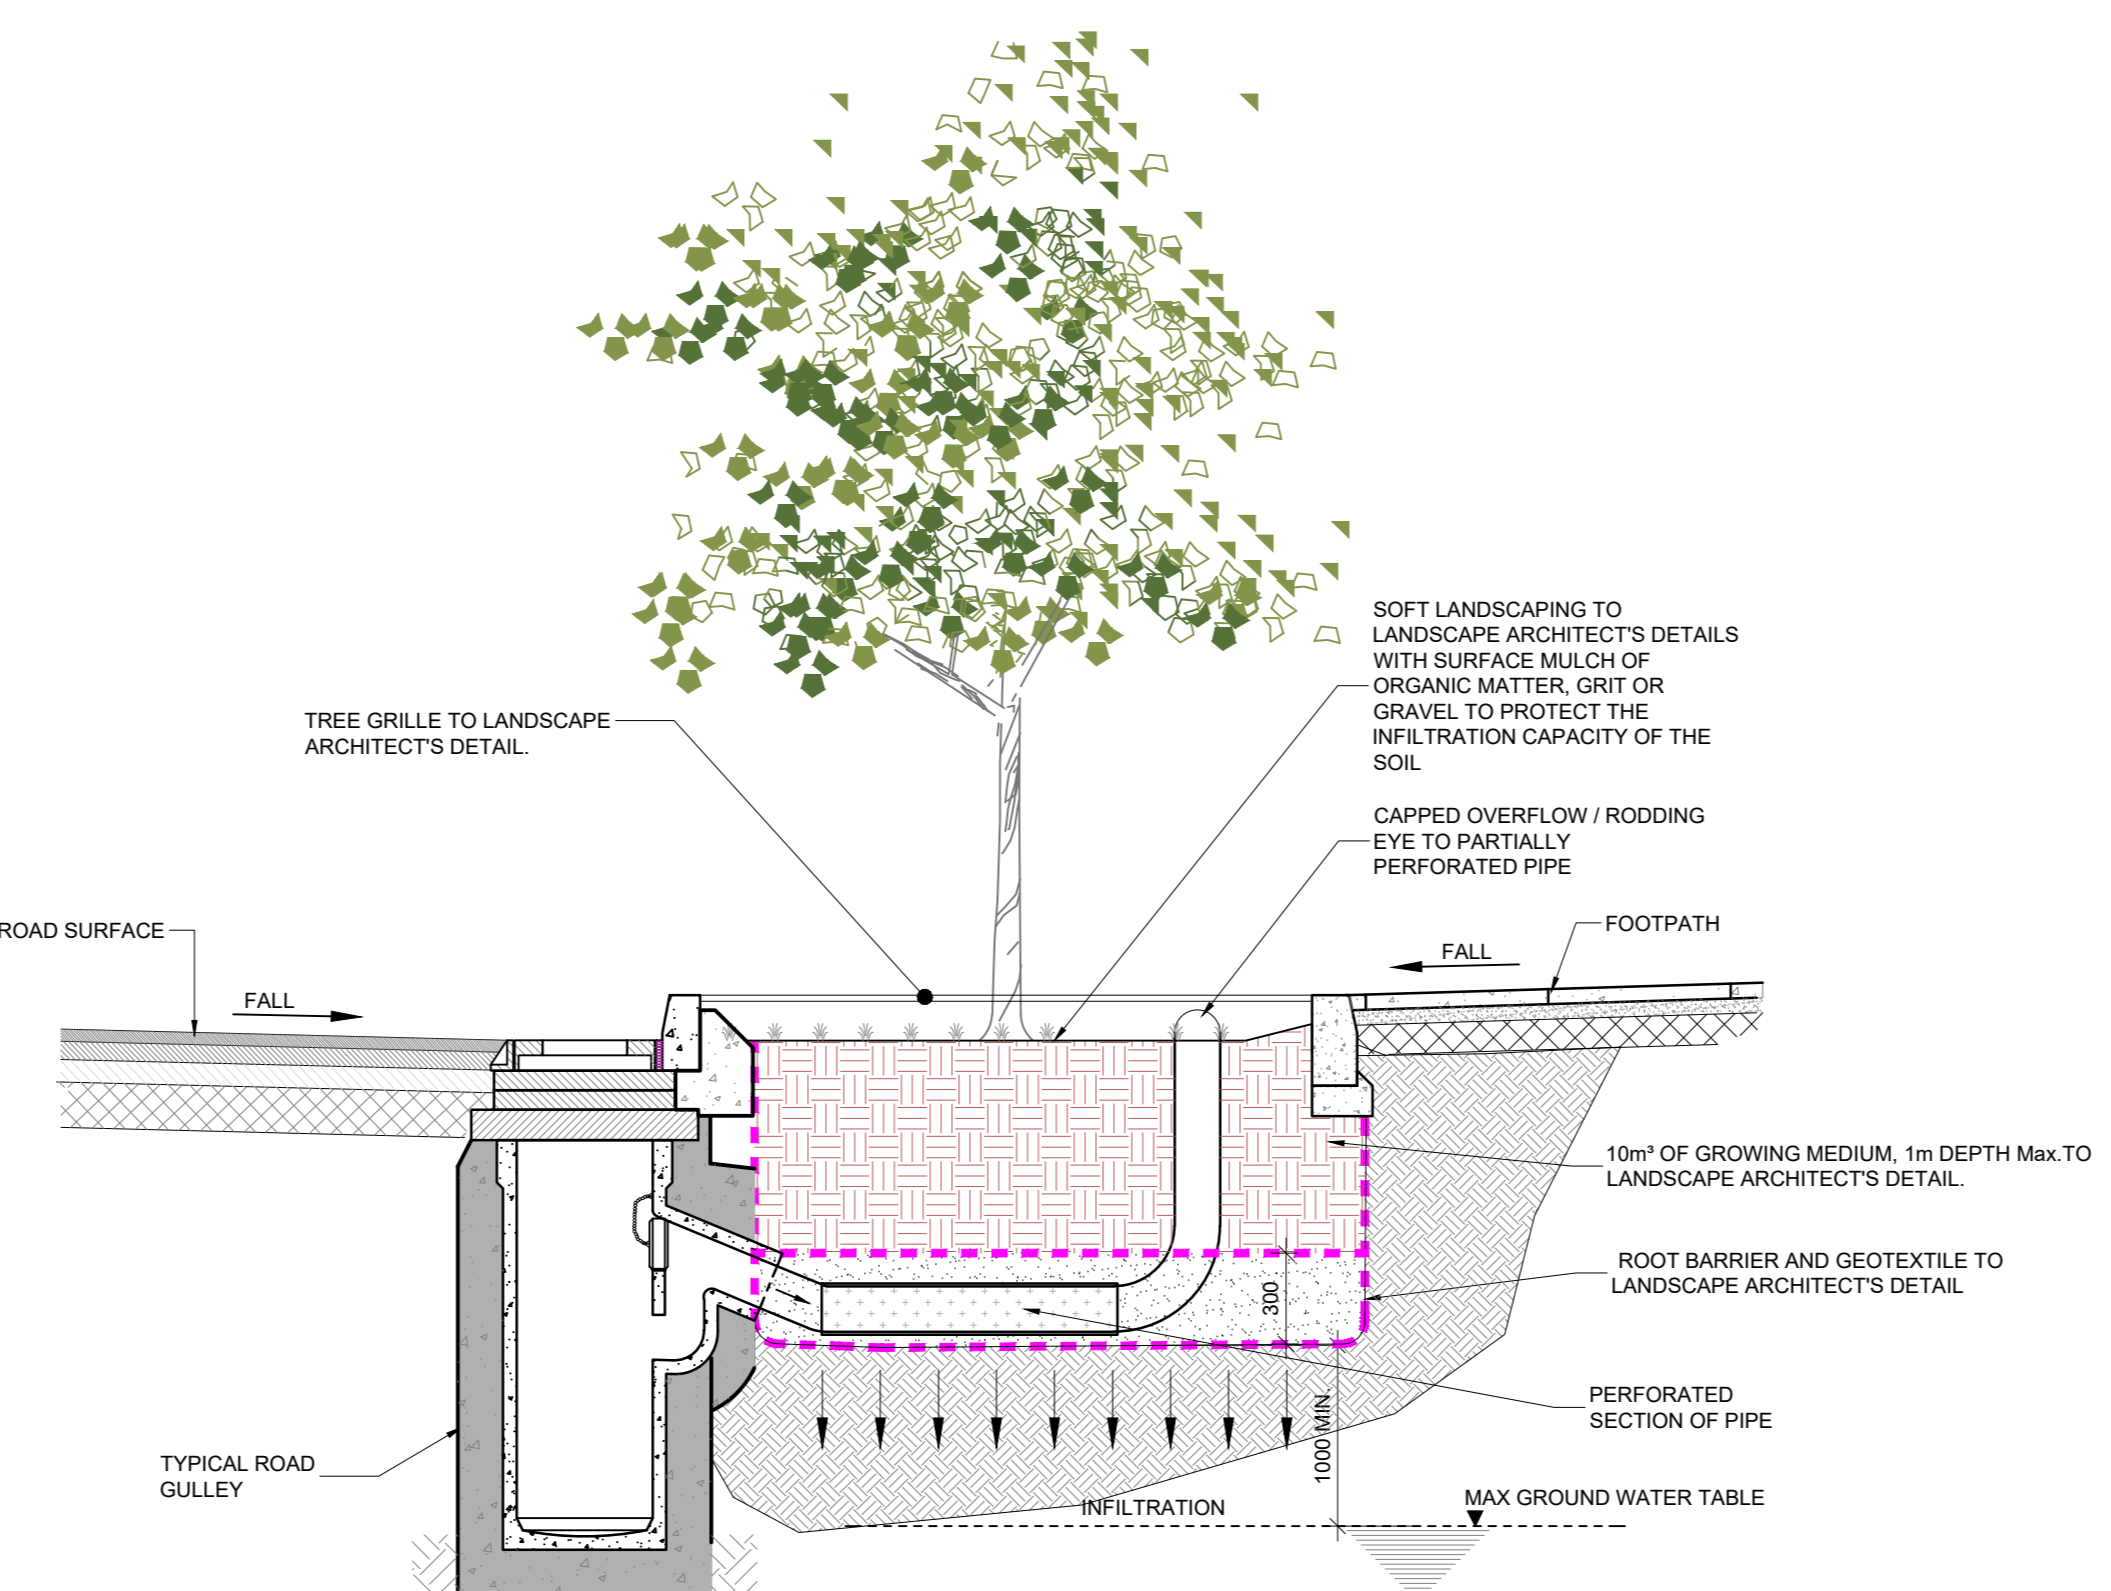 SOFT LANDSCAPING TO
LANDSCAPE ARCHITECT'S DETAILS
WITH SURFACE MULCH OF
ORGANIC MATTER, GRIT OR
GRAVEL TO PROTECT THE
INFILTRATION CAPACITY OF THE
SOIL
TREE GRILLE TO LANDSCAPE
ARCHITECT'S DETAIL.
CAPPED OVERFLOW / RODDING
EYE TO PARTIALLY
PERFORATED PIPE
ROAD SURFACE
FOOTPATH
FALL
FALL
10m³ OF GROWING MEDIUM, 1m DEPTH Max.TO
LANDSCAPE ARCHITECT'S DETAIL.
ROOT BARRIER AND GEOTEXTILE TO
LANDSCAPE ARCHITECT'S DETAIL
300
PERFORATED
SECTION OF PIPE
1000 MIN.
TYPICAL ROAD
GULLEY
INFILTRATION
MAX GROUND WATER TABLE